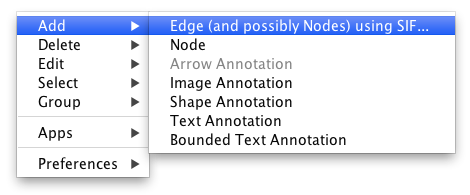 Add
Delete
Edit
Select
Group
Apps
Preferences
Edge (and possibly Nodes) using SIF...
Node
Arrow Annotation
Image Annotation
Shape Annotation
Text Annotation
Bounded Text Annotation